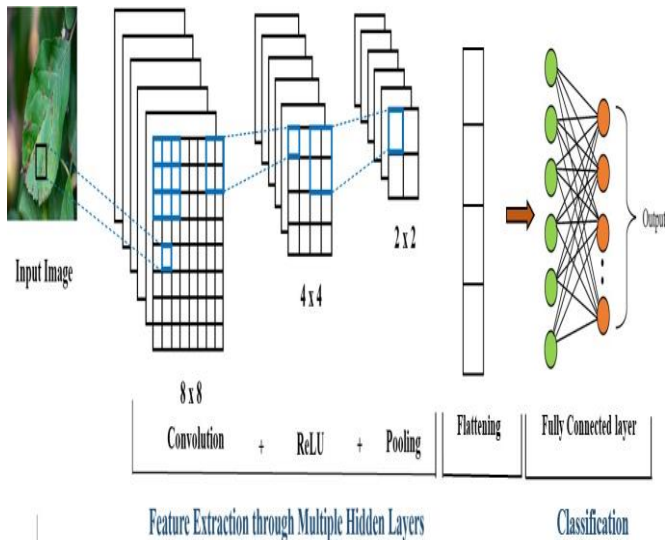 Input Image
8 x 8
4 x 4
2 x 2
Output
Convolution + ReLU + Pooling
Flattening
Fully Connected layer
Feature Extraction through Multiple Hidden Layers
Classification